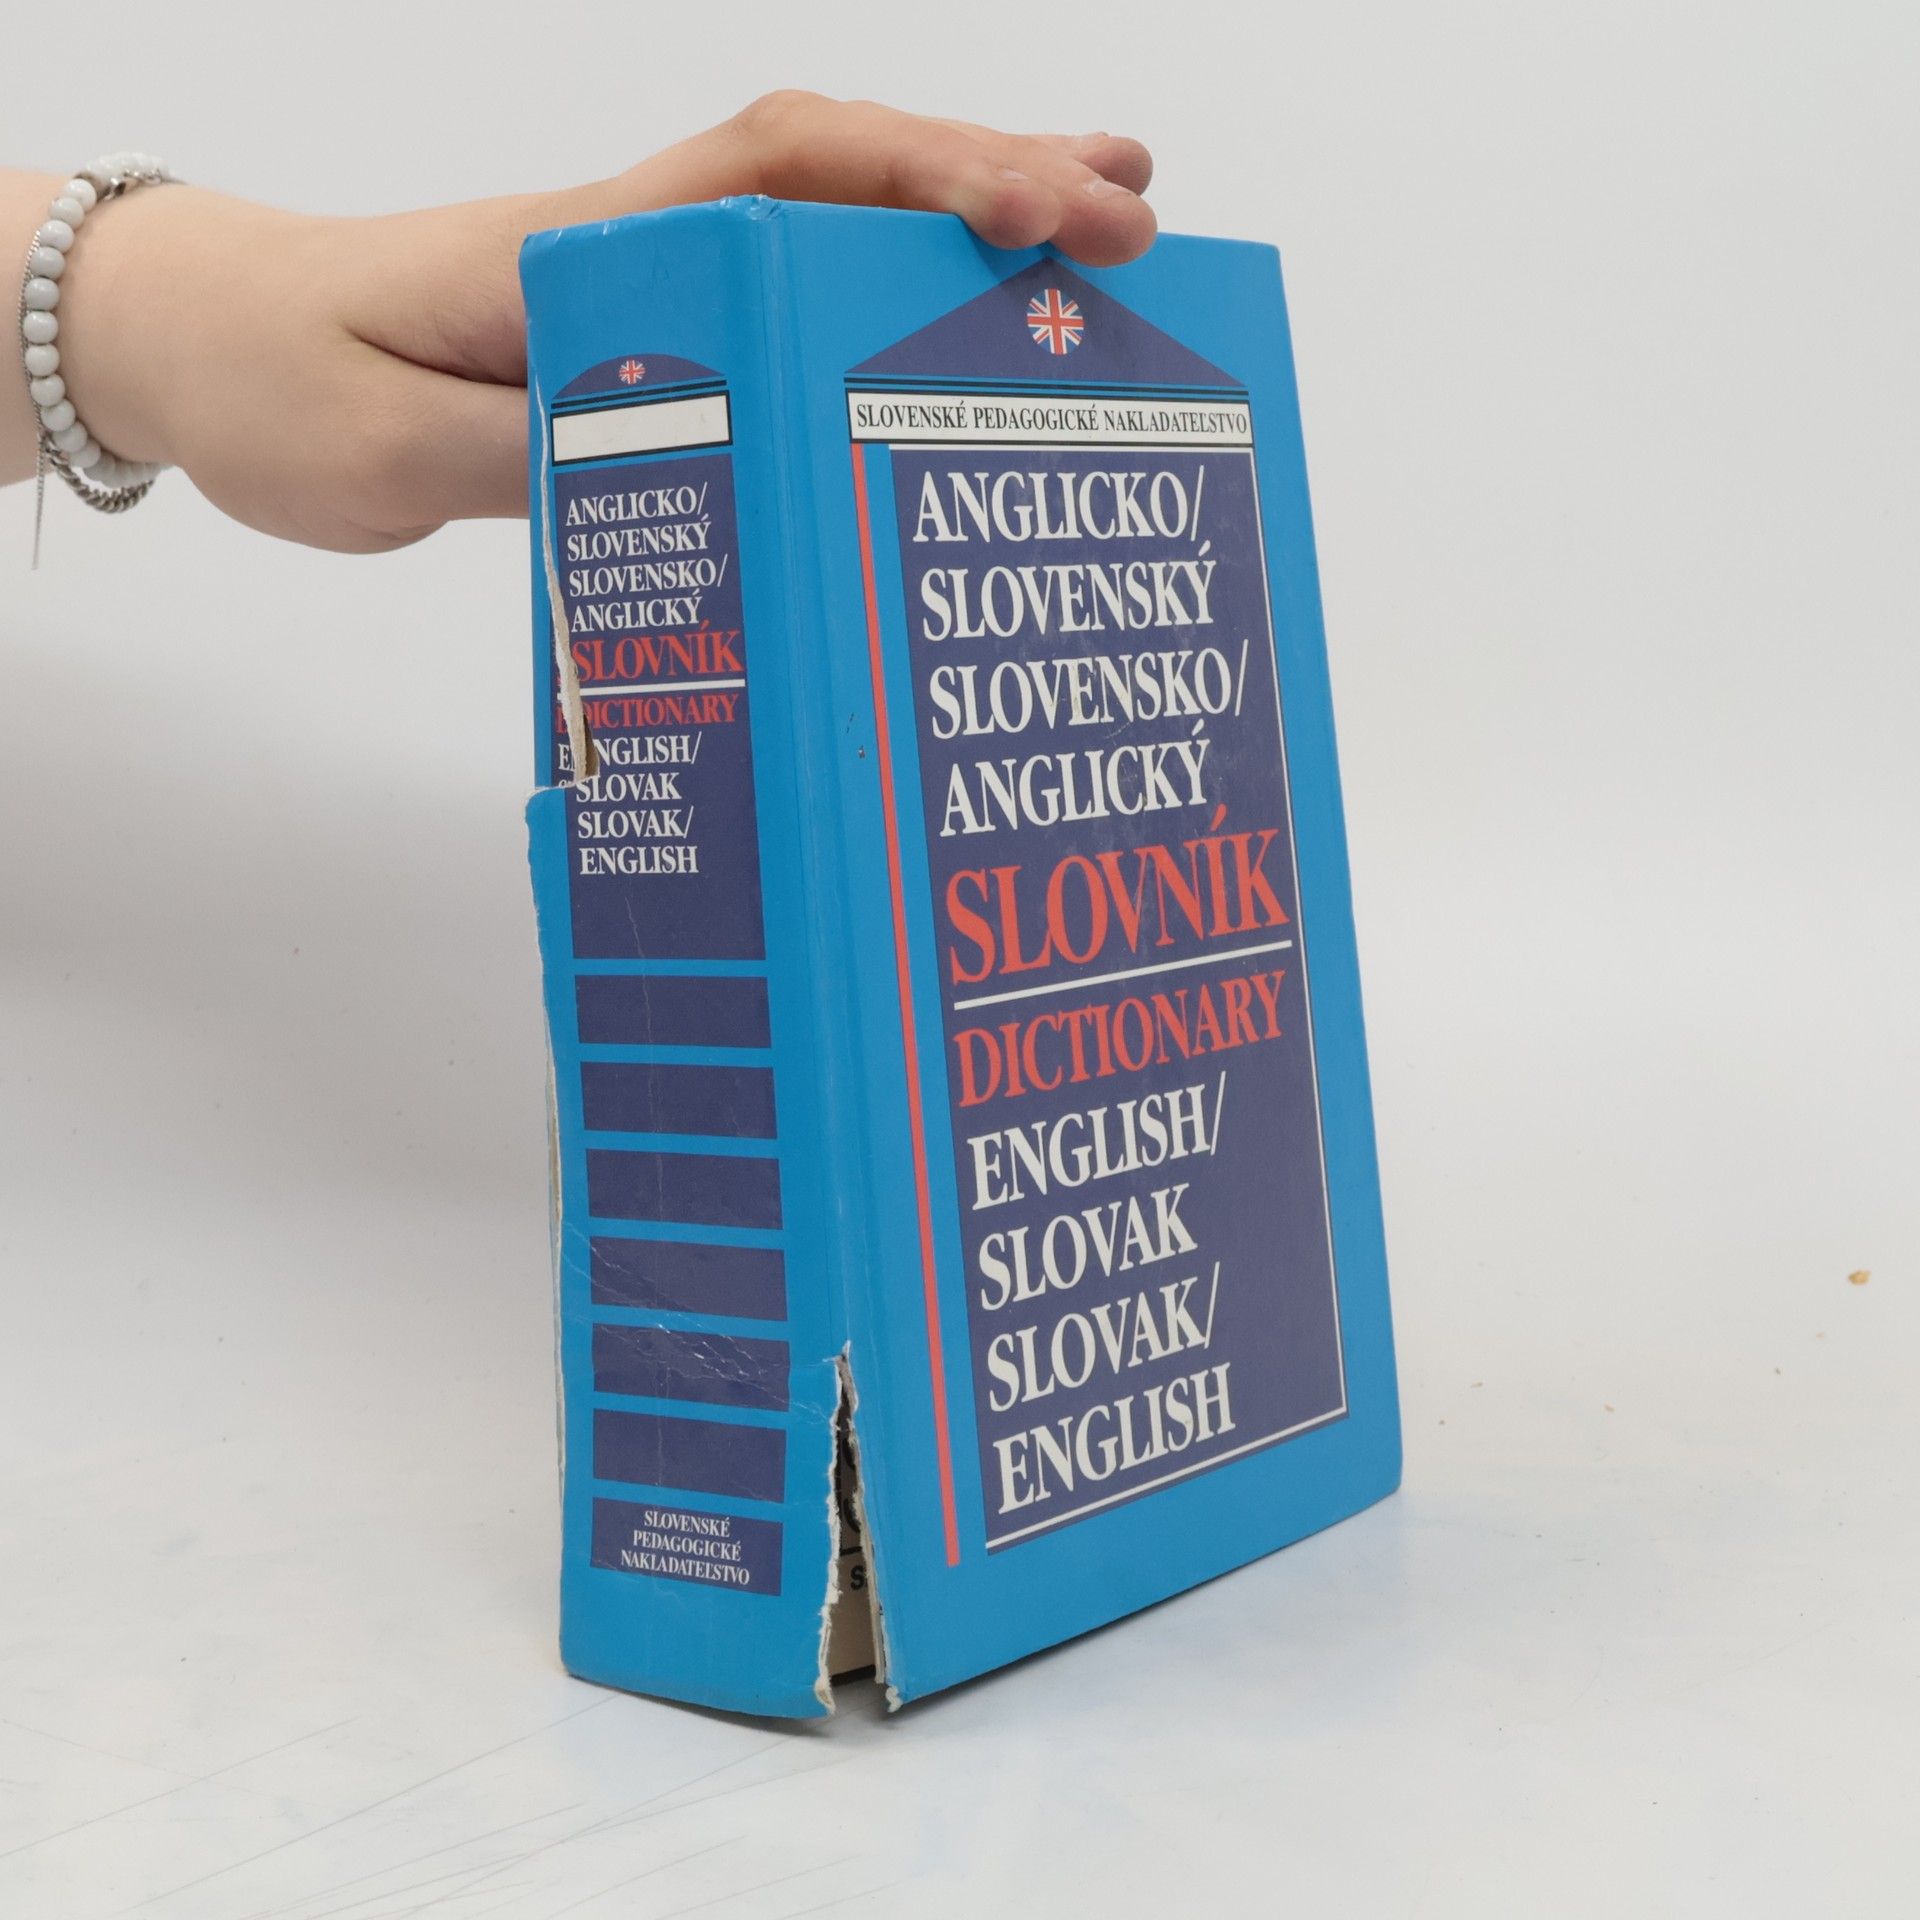 ANGLICKO/
SLOVENSKÝ
SLOVENSKO/
ANGLICKÝ
SLOVNÍK
DICTIONARY
ENGLISH/
SLOVAK
SLOVAK/
ENGLISH
SLOVENSKÉ
PEDAGOGICKÉ
NAKLADATEĽSTVO
SLOVENSKÉ PEDAGOGICKÉ NAKLADATEĽSTVO
ANGLICKO/
SLOVENSKÝ
SLOVENSKO/
ANGLICKÝ
SLOVNÍK
DICTIONARY
ENGLISH/
SLOVAK
SLOVAK/
ENGLISH